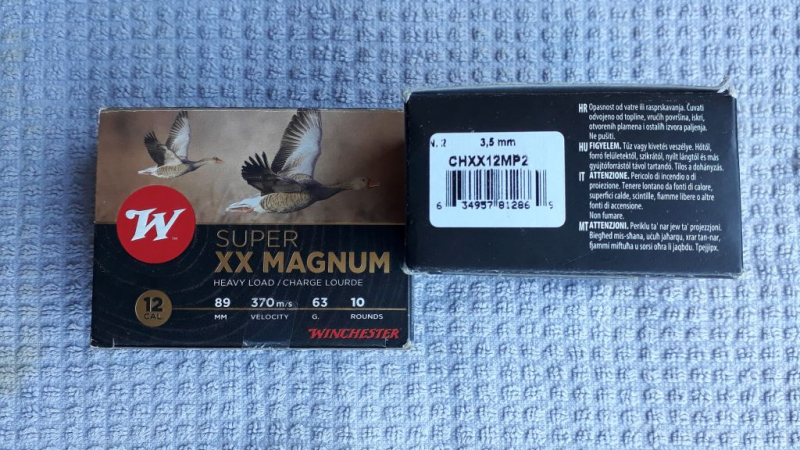 W
SUPER
XX MAGNUM
HEAVY LOAD / CHARGE LOURDE
12
CAL
89
MM
370 m/s
VELOCITY
63
G.
10
ROUNDS
WINCHESTER
N. 2 3,5 mm
CHXX12MP2
6 34957 81286 9
HR Opasnost od vatre ili rasprskavanja. Čuvati
odvojeno od topline, vrućih površina, iskri,
otvorenih plamena i ostalih izvora paljenja.
Ne pušiti.
HU FIGYELEM. Tűz vagy kivetés veszélye. Hőtől,
forró felületektől, szikrától, nyílt lángtól és más
gyújtóforrástól távol tartandó. Tilos a dohányzás.
IT ATTENZIONE. Pericolo di incendio o di
proiezione. Tenere lontano da fonti di calore,
superfici calde, scintille, fiamme libere o altre
fonti di accensione.
Non fumare.
MT ATTENZJONI. Periklu ta' nar jew ta' projezzjoni.
Biegħed mis-sħana, uċuħ jaħarqu, xrar tan-nar,
fjammi miftuħa u sorsi oħra li jaqbdu. Tpejjipx.